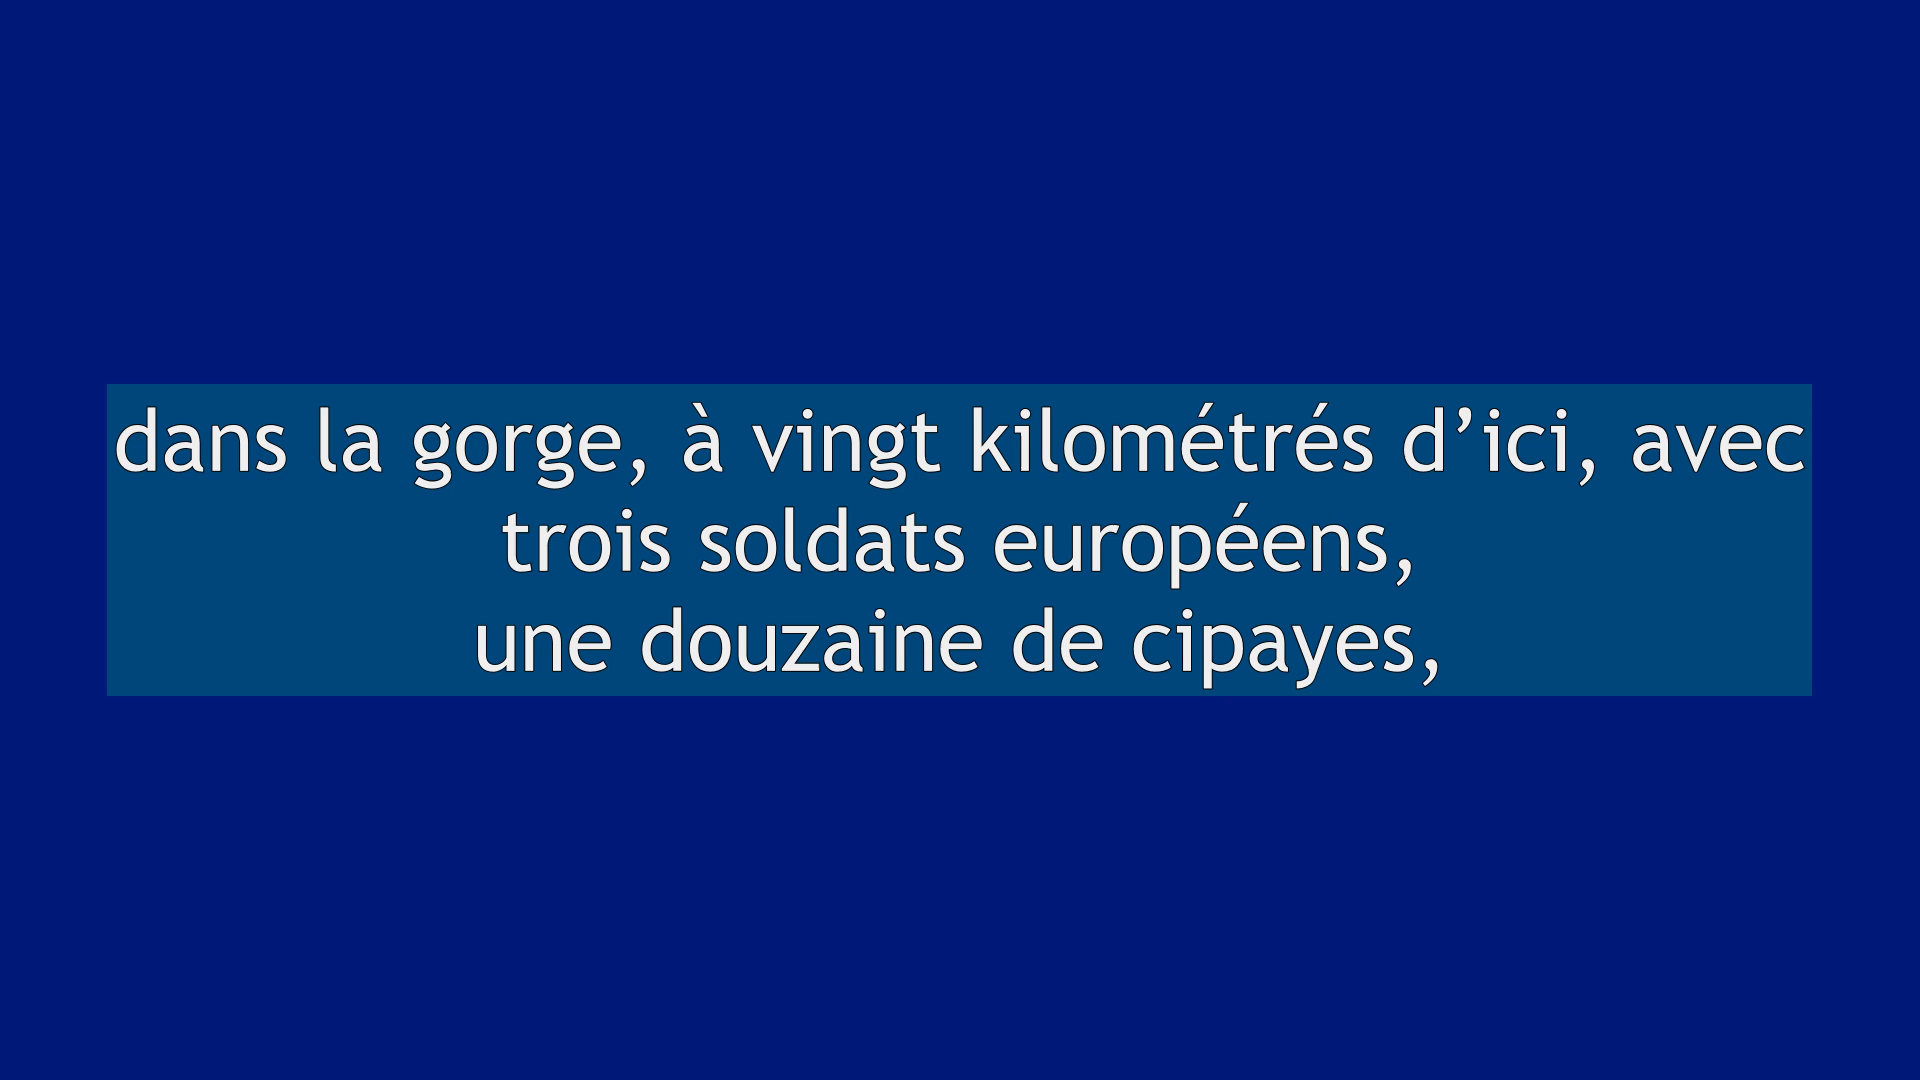 dans la gorge, à vingt kilométrés d’ici, avec
trois soldats européens,
une douzaine de cipayes,